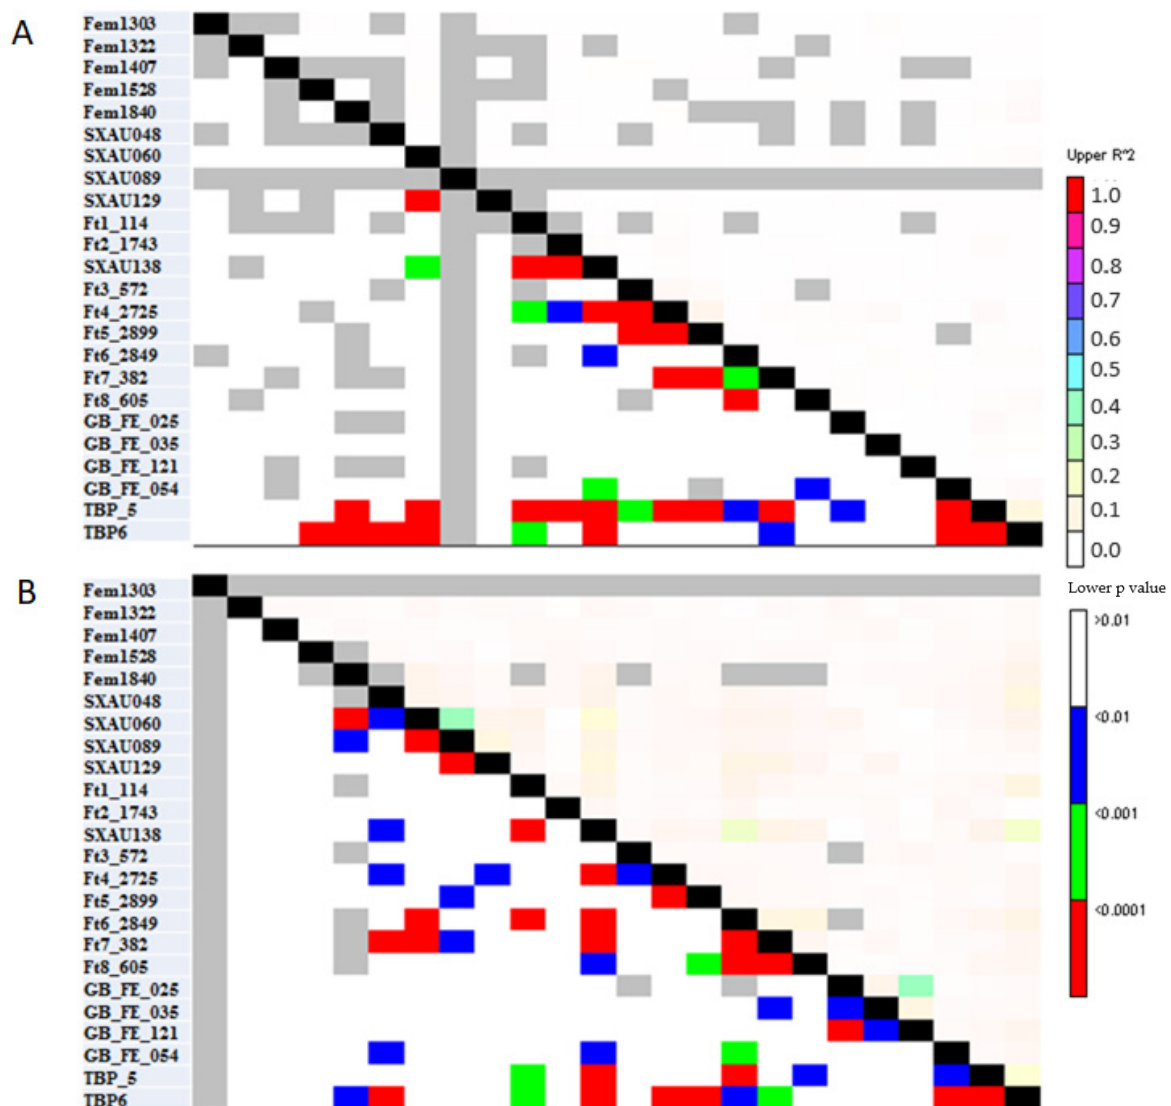 A
Fem1303
Fem1322
Fem1407
Fem1528
Fem1840
SXAU048
SXAU060
SXAU089
SXAU129
Ft1_114
Ft2_1743
SXAU138
Ft3_572
Ft4_2725
Ft5_2899
Ft6_2849
Ft7_382
Ft8_605
GB_FE_025
GB_FE_035
GB_FE_121
GB_FE_054
TBP_5
TBP6
Upper R^2
1.0
0.9
0.8
0.7
0.6
0.5
0.4
0.3
0.2
0.1
0.0
B
Fem1303
Fem1322
Fem1407
Fem1528
Fem1840
SXAU048
SXAU060
SXAU089
SXAU129
Ft1_114
Ft2_1743
SXAU138
Ft3_572
Ft4_2725
Ft5_2899
Ft6_2849
Ft7_382
Ft8_605
GB_FE_025
GB_FE_035
GB_FE_121
GB_FE_054
TBP_5
TBP6
Lower p value
>0.01
<0.01
<0.001
<0.0001